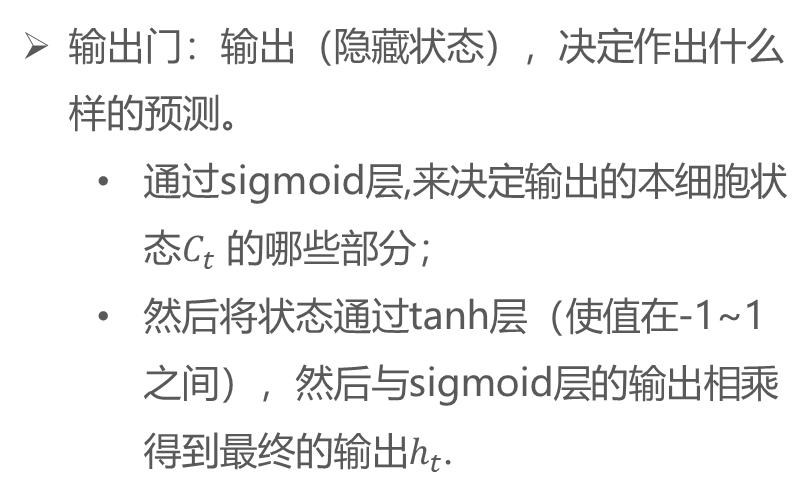 ➢ 输出门：输出（隐藏状态），决定作出什么
样的预测。
• 通过sigmoid层,来决定输出的本细胞状
态Cₜ 的哪些部分；
• 然后将状态通过tanh层（使值在-1~1
之间），然后与sigmoid层的输出相乘
得到最终的输出hₜ.